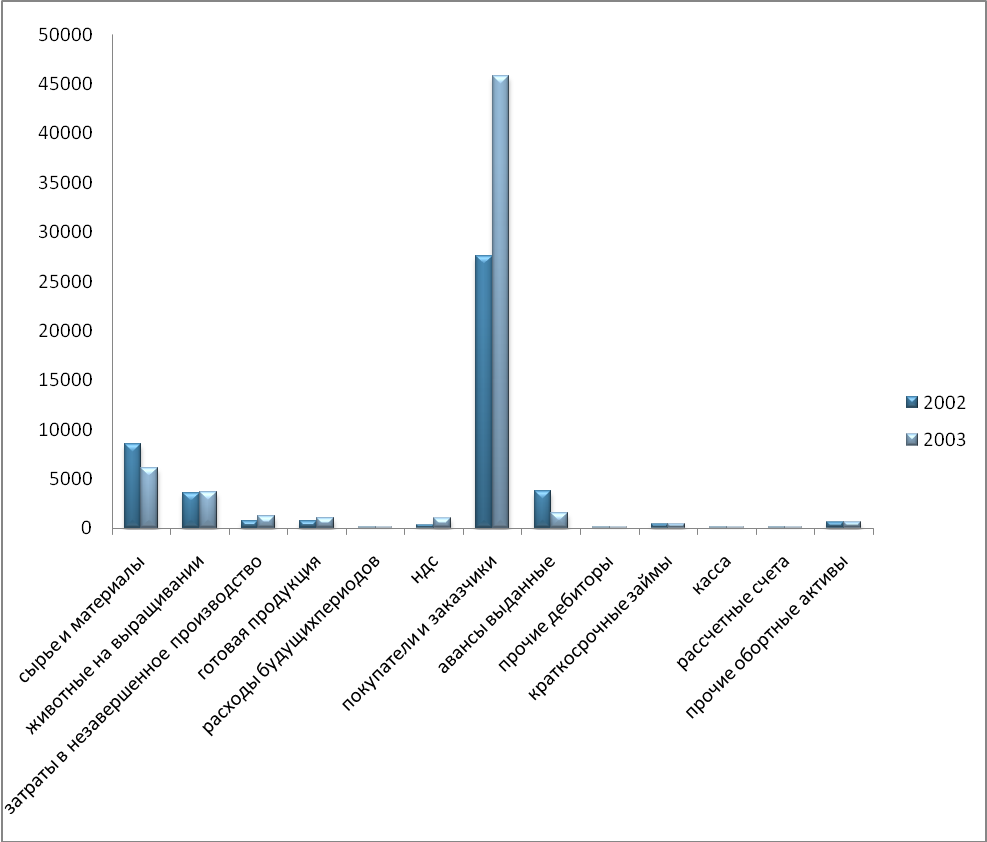 50000
45000
40000
35000
30000
25000
20000
15000
10000
5000
0
2002
2003
сырье и материалы
животные на выращивании
затраты в незавершенное производство
готовая продукция
расходы будущихпериодов
ндс
покупатели и заказчики
авансы выданные
прочие дебиторы
краткосрочные займы
касса
рассчетные счета
прочие обортные активы